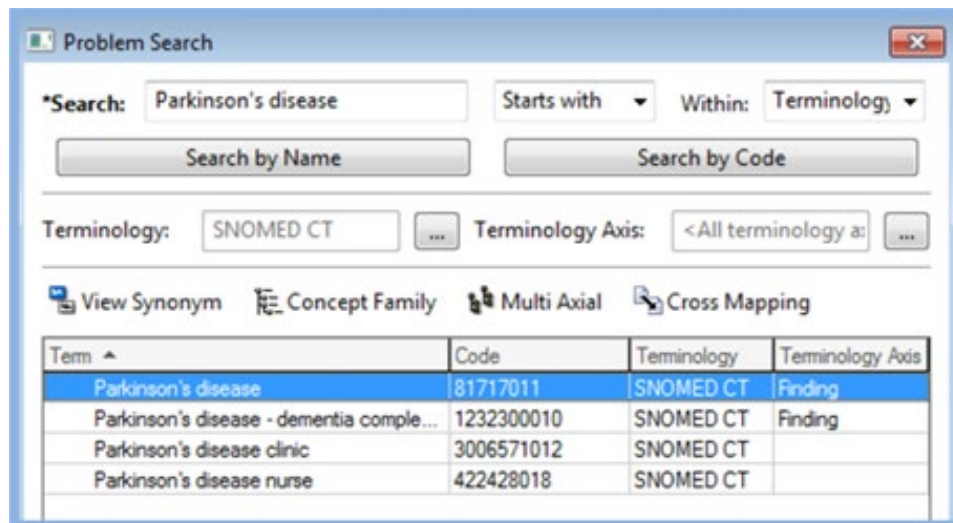 Problem Search
*Search: Parkinson's disease Starts with Within: Terminology
Search by Name Search by Code
Terminology: SNOMED CT ... Terminology Axis: <All terminology a: ...
View Synonym Concept Family Multi Axial Cross Mapping
Term Code Terminology Terminology Axis
Parkinson's disease 81717011 SNOMED CT Finding
Parkinson's disease - dementia comple... 1232300010 SNOMED CT Finding
Parkinson's disease clinic 3006571012 SNOMED CT
Parkinson's disease nurse 422428018 SNOMED CT